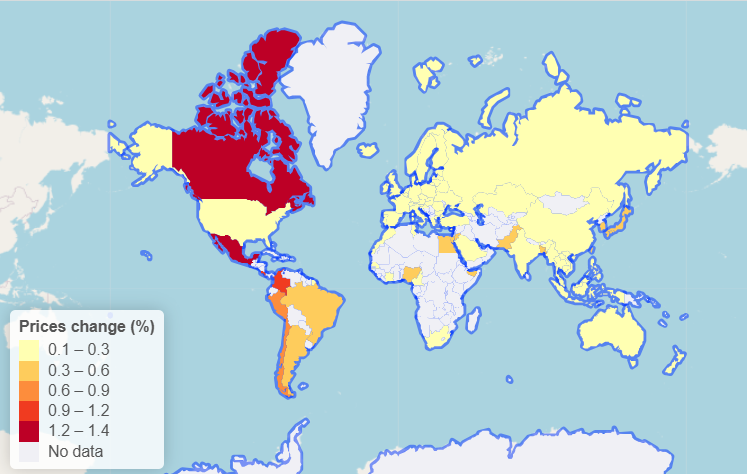 Prices change (%)
0.1 – 0.3
0.3 – 0.6
0.6 – 0.9
0.9 – 1.2
1.2 – 1.4
No data